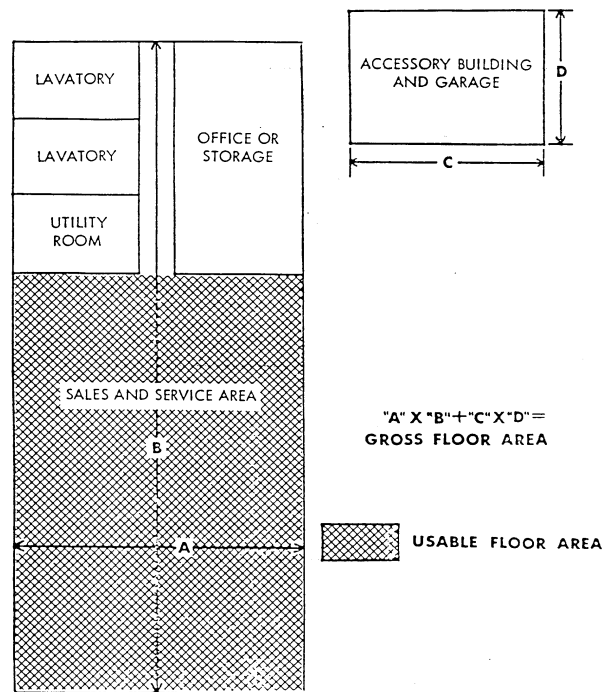 LAVATORY
LAVATORY
UTILITY
ROOM
OFFICE OR
STORAGE
ACCESSORY BUILDING
AND GARAGE
D
C
SALES AND SERVICE AREA
B
A
"A" X "B"+"C" X "D"=
GROSS FLOOR AREA
USABLE FLOOR AREA